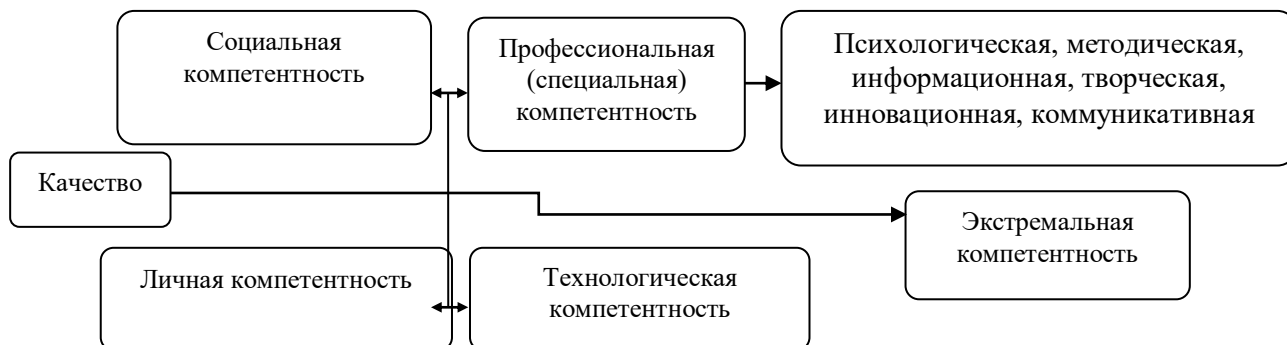 Социальная
компетентность
Профессиональная
(специальная)
компетентность
Психологическая, методическая,
информационная, творческая,
инновационная, коммуникативная
Качество
Экстремальная
компетентность
Личная компетентность
Технологическая
компетентность